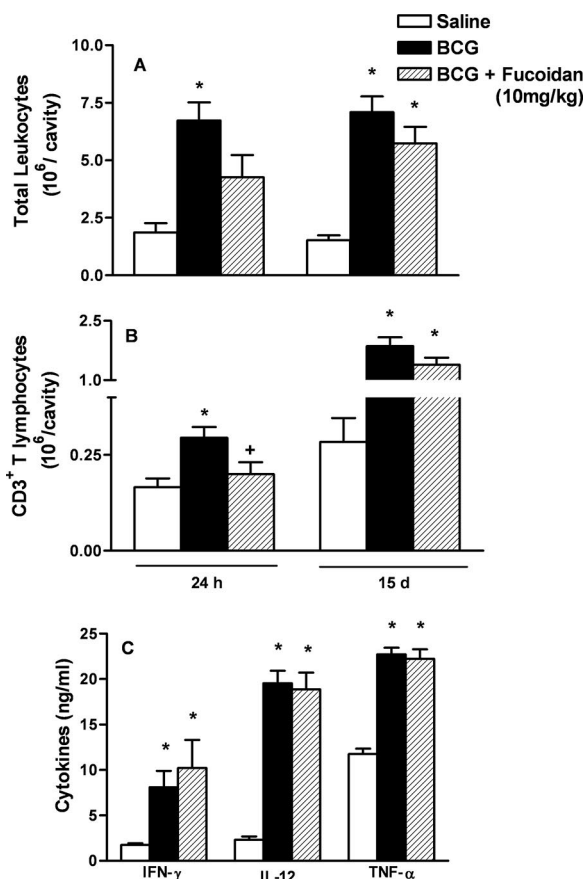 Saline
BCG
BCG + Fucoidan
(10mg/kg)
A
Total Leukocytes
(10⁶/ cavity)
10.0
7.5
5.0
2.5
0.0
*
*
*
B
CD3⁺ T lymphocytes
(10⁶/cavity)
2.5
1.0
0.25
0.00
*
+
*
*
24 h
15 d
C
Cytokines (ng/ml)
25
20
15
10
5
0
*
*
*
*
*
*
IFN-γ
IL-12
TNF-α